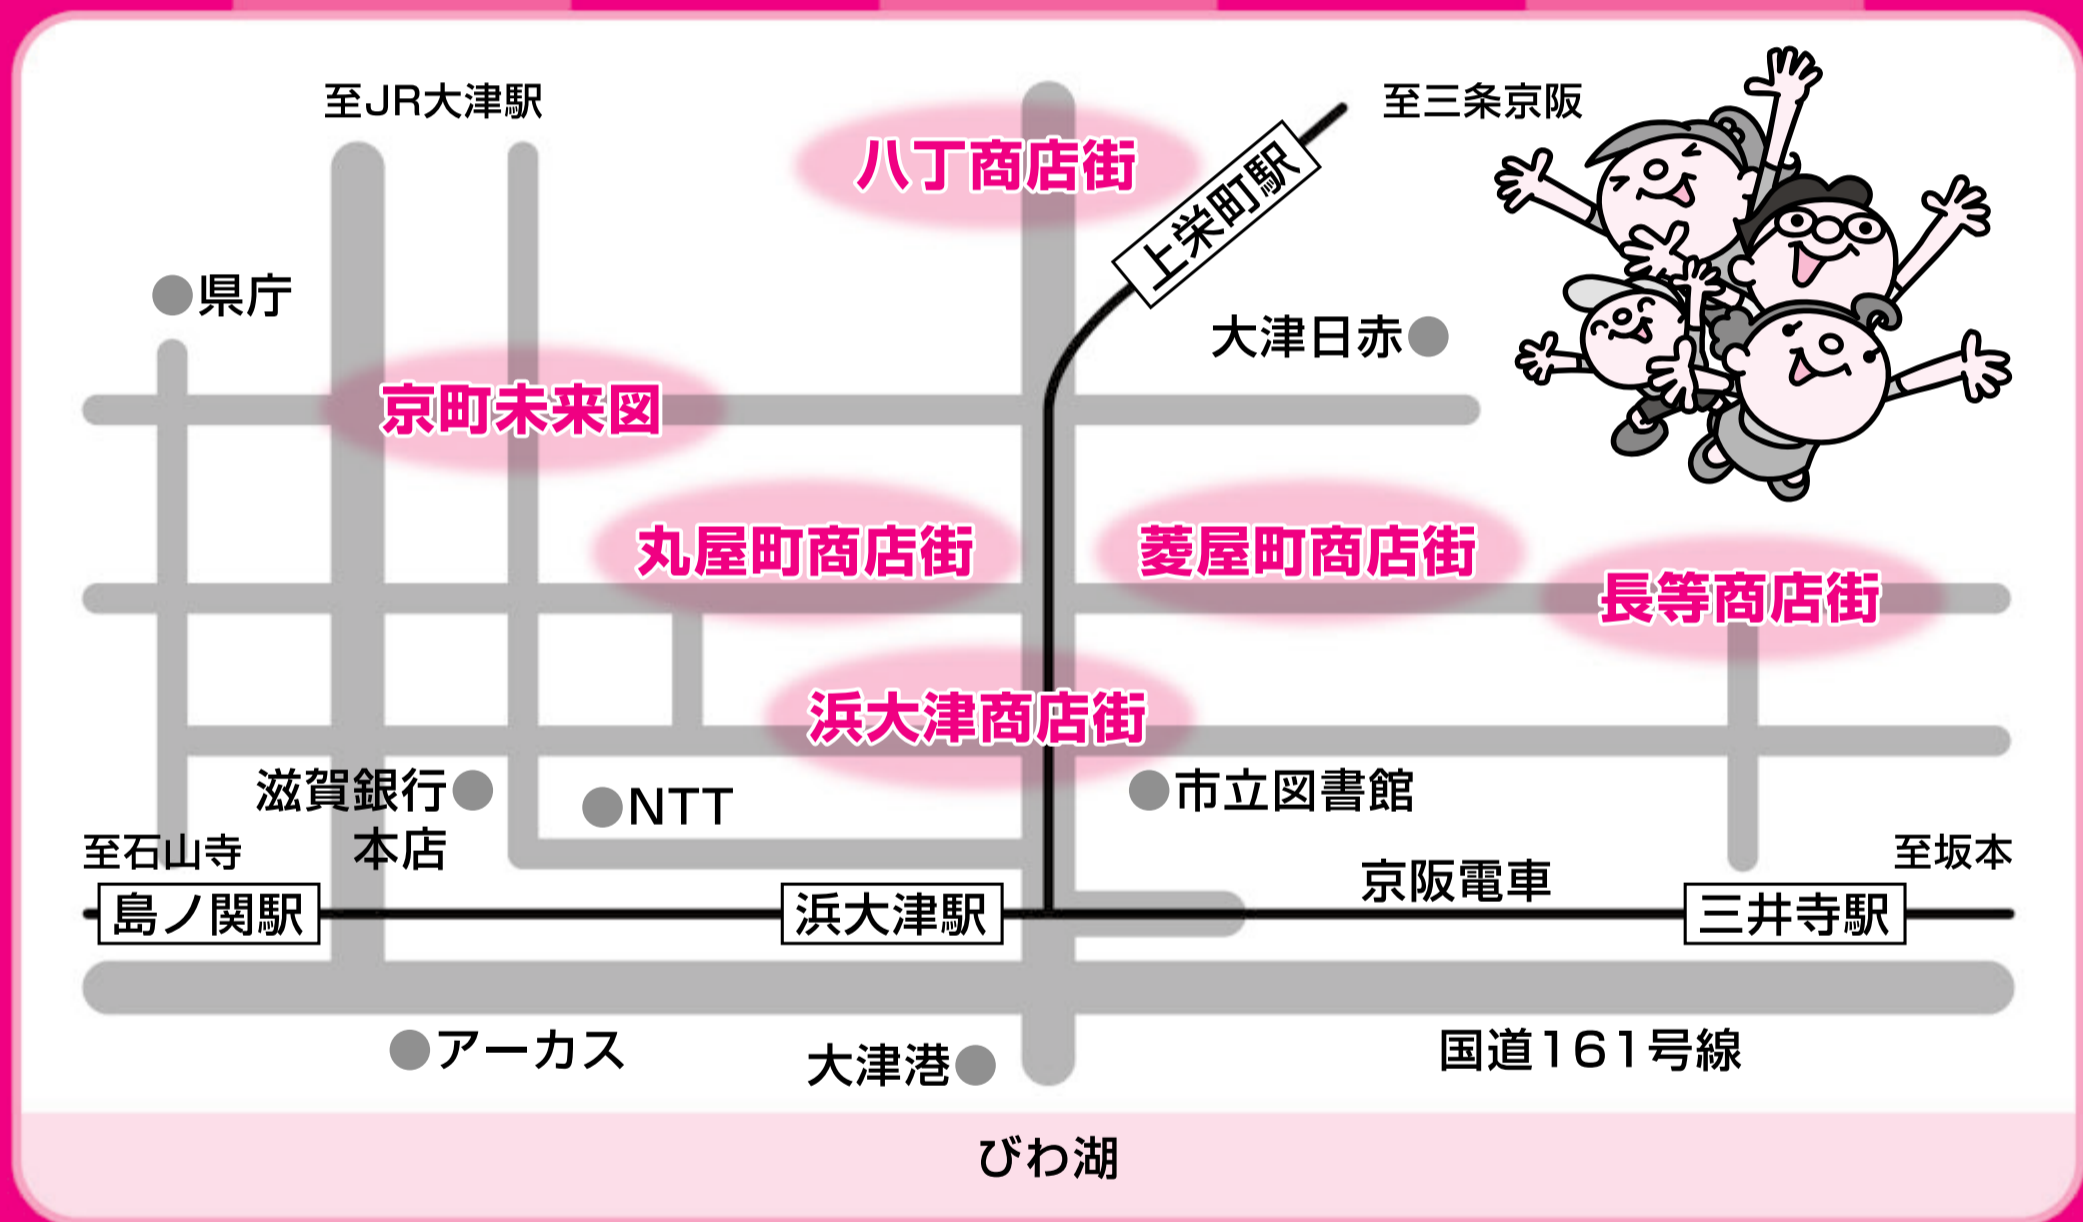 至JR大津駅
至三条京阪
八丁商店街
上栄町駅
県庁
大津日赤
京町未来図
丸屋町商店街
菱屋町商店街
長等商店街
浜大津商店街
滋賀銀行
本店
NTT
市立図書館
至石山寺
京阪電車
至坂本
島ノ関駅
浜大津駅
三井寺駅
アーカス
大津港
国道161号線
びわ湖